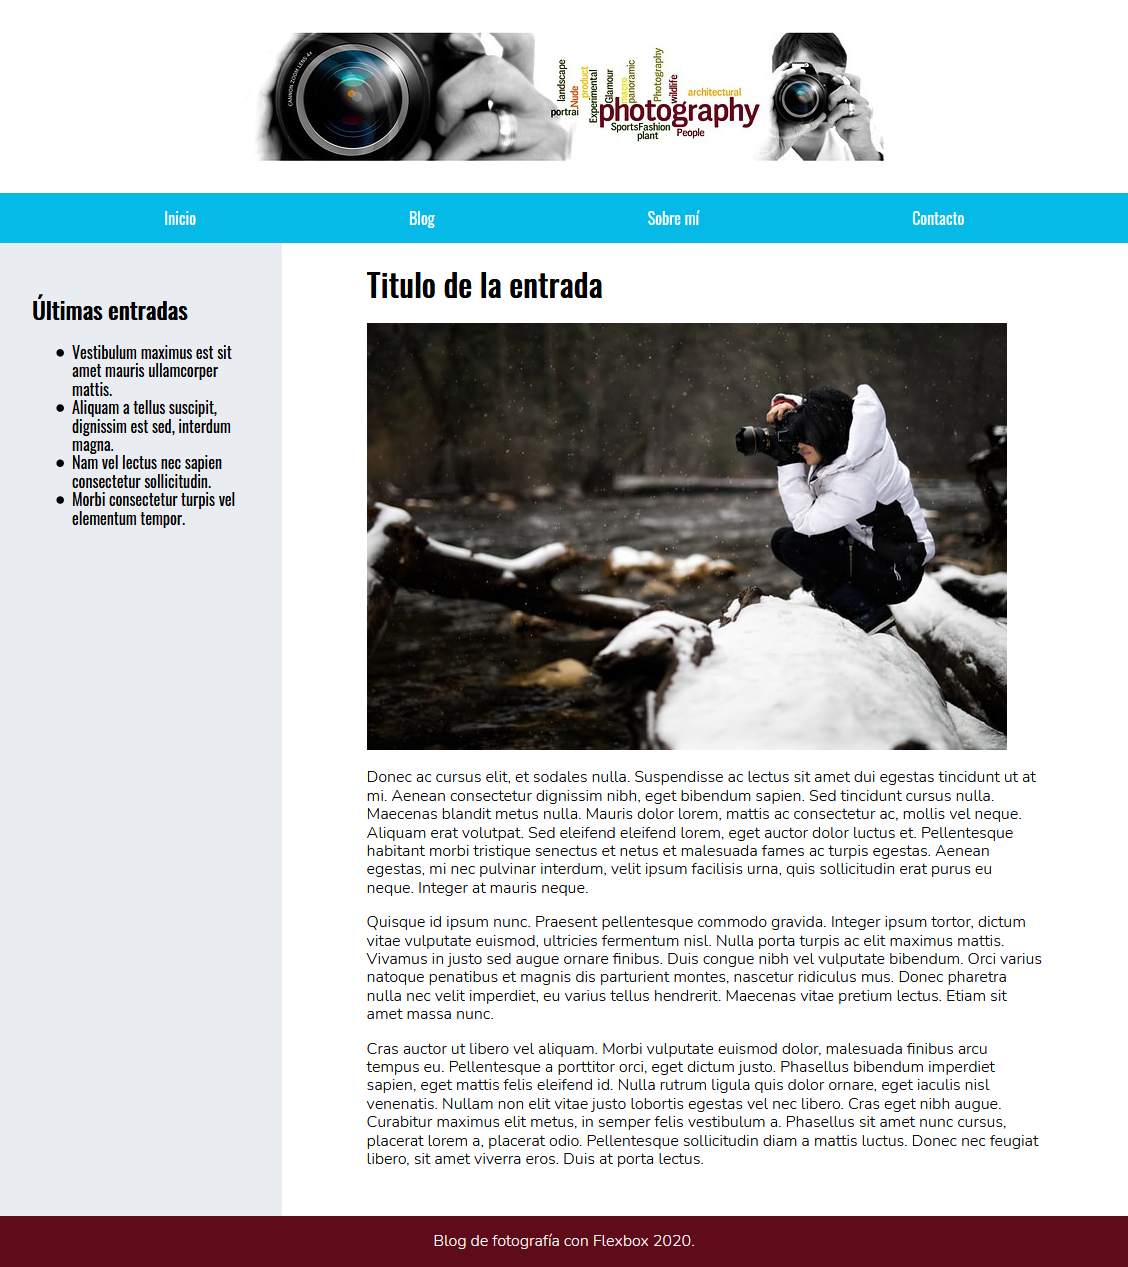 CANNON ZOOM LENS 4x
landscape
portrai
Nude
product
Experimental
Glamour
macro
panoramic
Photography
wildlife
architectural
photography
SportsFashion
plant
People
Inicio
Blog
Sobre mí
Contacto
Últimas entradas
Vestibulum maximus est sit
amet mauris ullamcorper
mattis.
Aliquam a tellus suscipit,
dignissim est sed, interdum
magna.
Nam vel lectus nec sapien
consectetur sollicitudin.
Morbi consectetur turpis vel
elementum tempor.
Titulo de la entrada
Donec ac cursus elit, et sodales nulla. Suspendisse ac lectus sit amet dui egestas tincidunt ut at
mi. Aenean consectetur dignissim nibh, eget bibendum sapien. Sed tincidunt cursus nulla.
Maecenas blandit metus nulla. Mauris dolor lorem, mattis ac consectetur ac, mollis vel neque.
Aliquam erat volutpat. Sed eleifend eleifend lorem, eget auctor dolor luctus et. Pellentesque
habitant morbi tristique senectus et netus et malesuada fames ac turpis egestas. Aenean
egestas, mi nec pulvinar interdum, velit ipsum facilisis urna, quis sollicitudin erat purus eu
neque. Integer at mauris neque.
Quisque id ipsum nunc. Praesent pellentesque commodo gravida. Integer ipsum tortor, dictum
vitae vulputate euismod, ultricies fermentum nisl. Nulla porta turpis ac elit maximus mattis.
Vivamus in justo sed augue ornare finibus. Duis congue nibh vel vulputate bibendum. Orci varius
natoque penatibus et magnis dis parturient montes, nascetur ridiculus mus. Donec pharetra
nulla nec velit imperdiet, eu varius tellus hendrerit. Maecenas vitae pretium lectus. Etiam sit
amet massa nunc.
Cras auctor ut libero vel aliquam. Morbi vulputate euismod dolor, malesuada finibus arcu
tempus eu. Pellentesque a porttitor orci, eget dictum justo. Phasellus bibendum imperdiet
sapien, eget mattis felis eleifend id. Nulla rutrum ligula quis dolor ornare, eget iaculis nisl
venenatis. Nullam non elit vitae justo lobortis egestas vel nec libero. Cras eget nibh augue.
Curabitur maximus elit metus, in semper felis vestibulum a. Phasellus sit amet nunc cursus,
placerat lorem a, placerat odio. Pellentesque sollicitudin diam a mattis luctus. Donec nec feugiat
libero, sit amet viverra eros. Duis at porta lectus.
Blog de fotografía con Flexbox 2020.